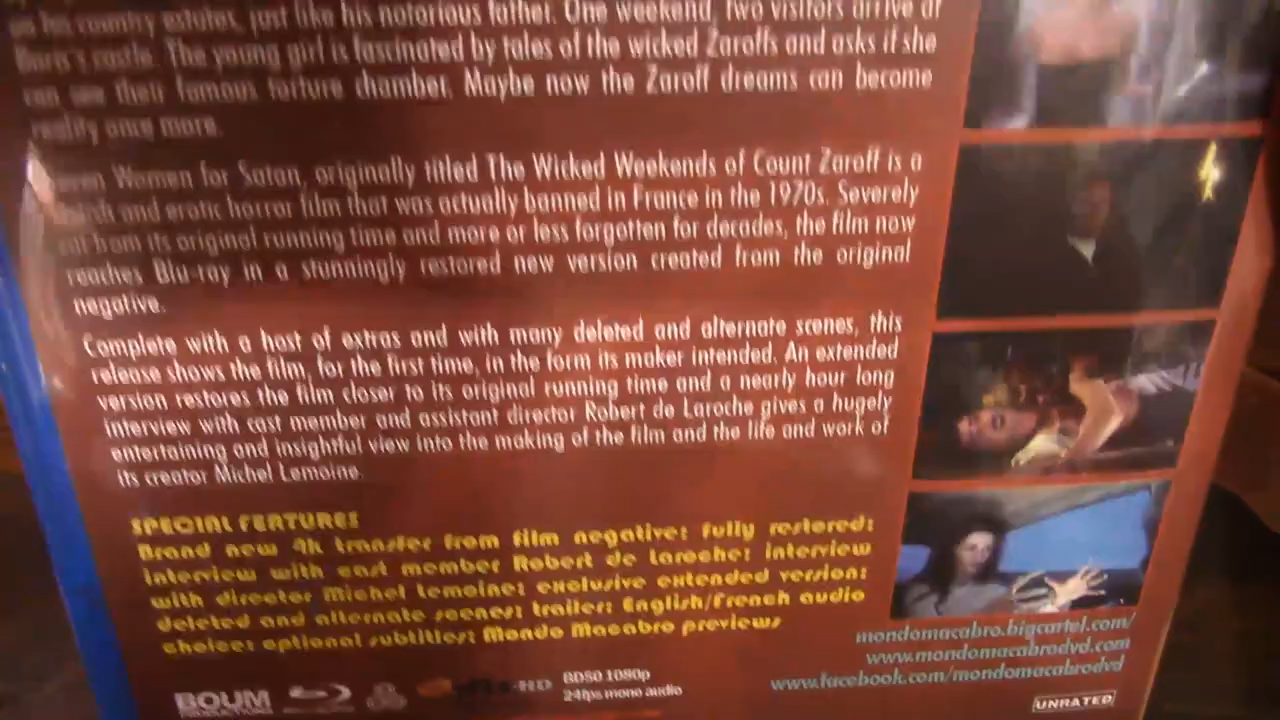 his country estates, just like his notorious father. One weekend, two visitors arrive at
castle. The young girl is fascinated by tales of the wicked Zaroffs and asks if she
can see their famous torture chamber. Maybe now the Zaroff dreams can become
reality once more.
Women for Satan, originally titled The Wicked Weekends of Count Zaroff is a
and erotic horror film that was actually banned in France in the 1970s. Severely
cut from its original running time and more or less forgotten for decades, the film now
reaches Blu-ray in a stunningly restored new version created from the original
negative.
Complete with a host of extras and with many deleted and alternate scenes, this
release shows the film, for the first time, in the form its maker intended. An extended
version restores the film closer to its original running time and a nearly hour long
interview with cast member and assistant director Robert de Laroche gives a hugely
entertaining and insightful view into the making of the film and the life and work of
its creator Michel Lemoine.
SPECIAL FEATURES
Brand new 4k transfer from film negative; fully restored;
Interview with cast member Robert de Laroche; interview
with director Michel Lemoine; exclusive extended version;
deleted and alternate scenes; trailer; English/French audio
choice; optional subtitles; Mondo Macabro previews
mondomacabro.bigcartel.com/
www.mondomacabrodvd.com
www.facebook.com/mondomacabrodvd
BOUM
PRODUCTIONS
BD50 1080p
24fps mono audio
UNRATED